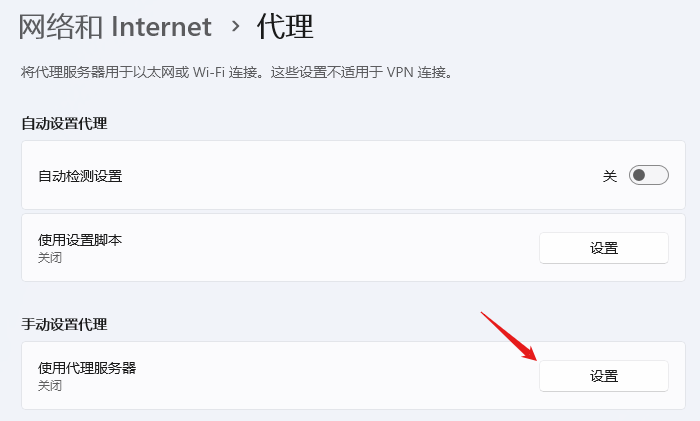 网络和 Internet › 代理
将代理服务器用于以太网或 Wi-Fi 连接。这些设置不适用于 VPN 连接。
自动设置代理
自动检测设置 关
使用设置脚本
关闭
设置
手动设置代理
使用代理服务器
关闭
设置